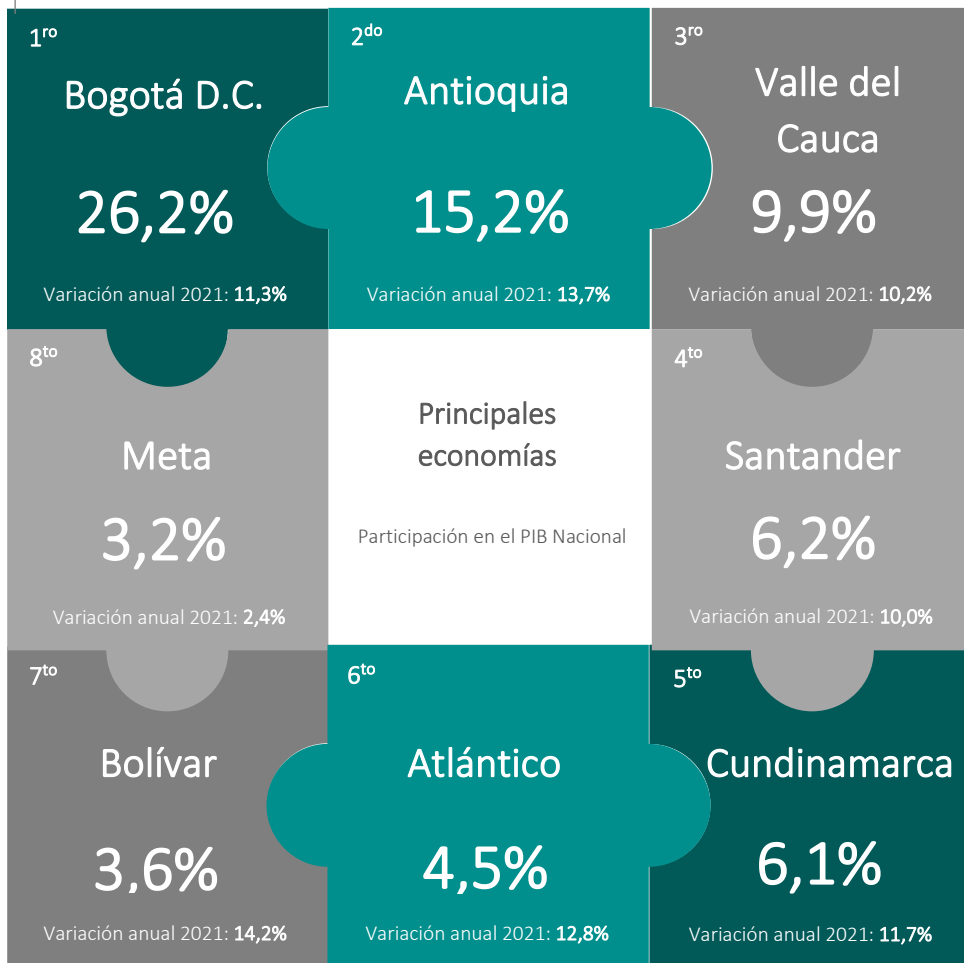 1ro
Bogotá D.C.
26,2%
Variación anual 2021: 11,3%
2do
Antioquia
15,2%
Variación anual 2021: 13,7%
3ro
Valle del
Cauca
9,9%
Variación anual 2021: 10,2%
8to
Meta
3,2%
Variación anual 2021: 2,4%
Principales
economías
Participación en el PIB Nacional
4to
Santander
6,2%
Variación anual 2021: 10,0%
7to
Bolívar
3,6%
Variación anual 2021: 14,2%
6to
Atlántico
4,5%
Variación anual 2021: 12,8%
5to
Cundinamarca
6,1%
Variación anual 2021: 11,7%